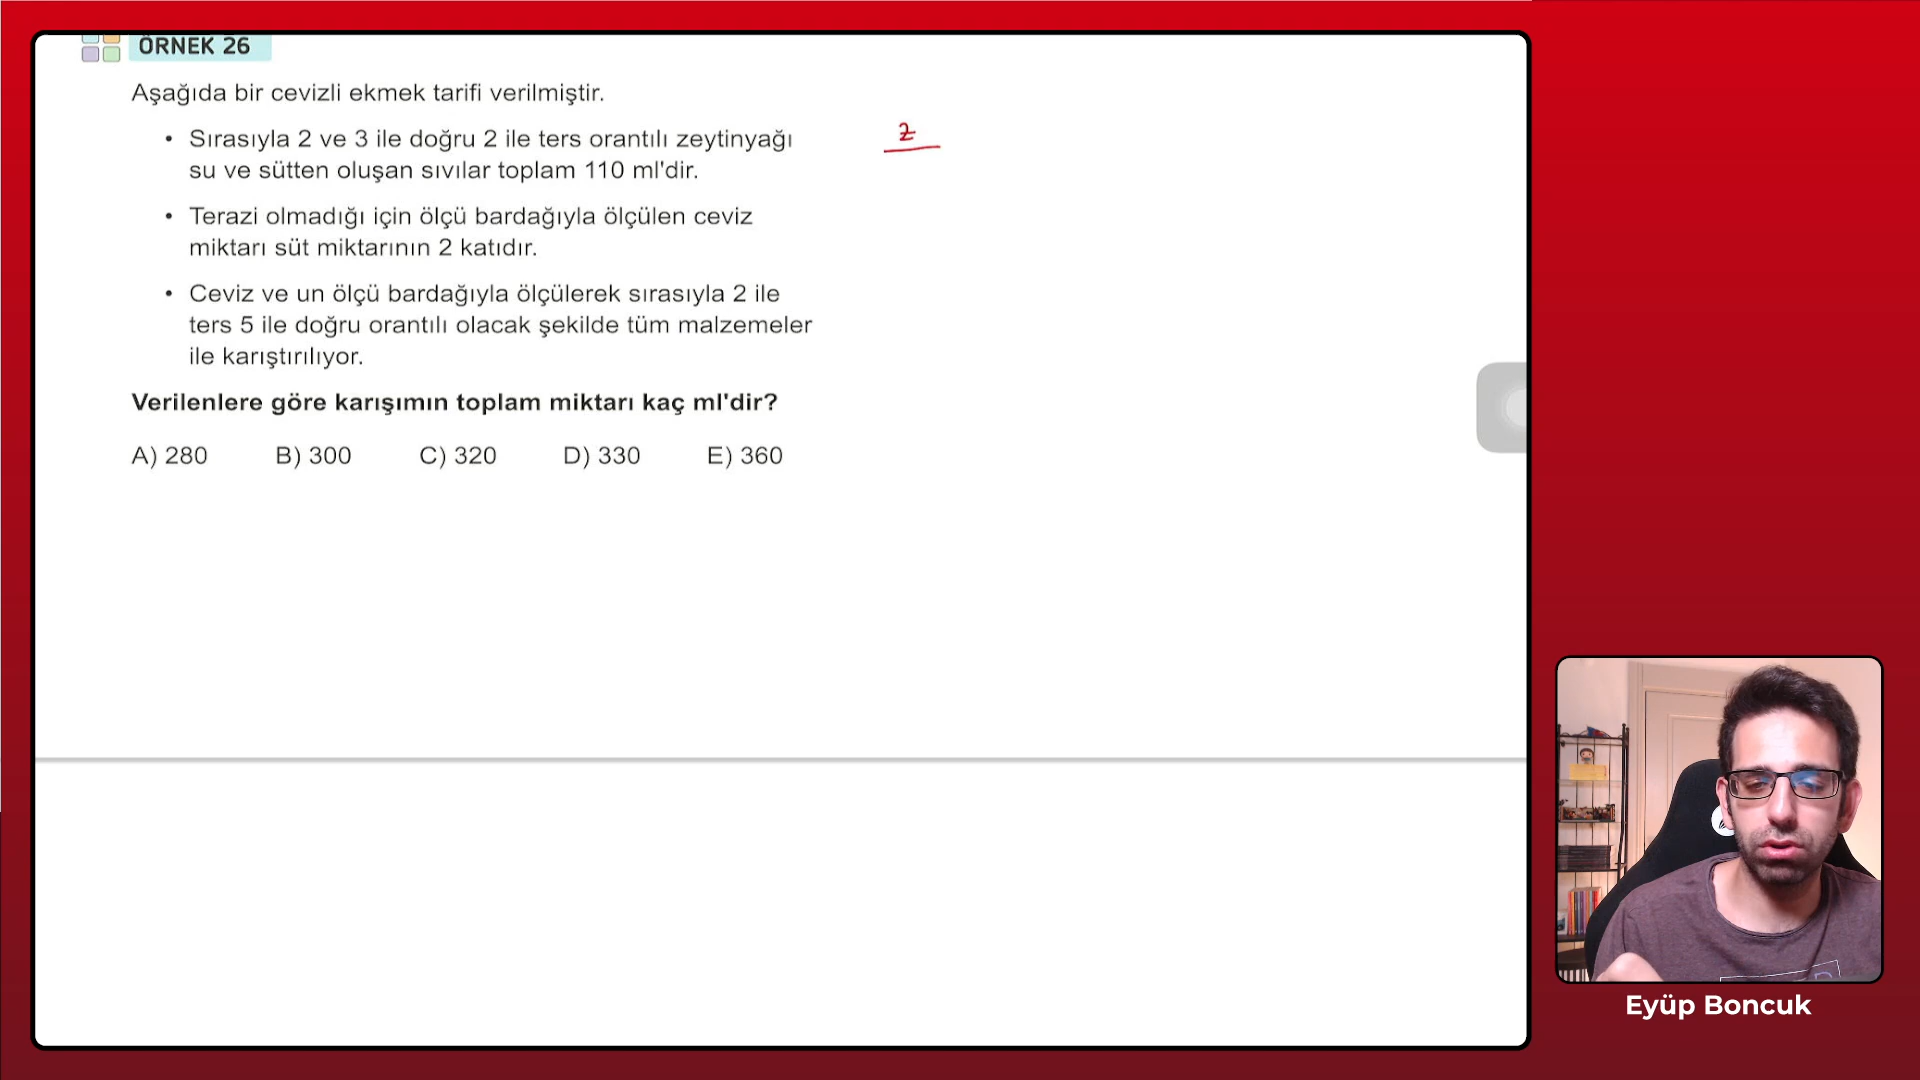 ÖRNEK 26
Aşağıda bir cevizli ekmek tarifi verilmiştir.
• Sırasıyla 2 ve 3 ile doğru 2 ile ters orantılı zeytinyağı
su ve sütten oluşan sıvılar toplam 110 ml'dir.
• Terazi olmadığı için ölçü bardağıyla ölçülen ceviz
miktarı süt miktarının 2 katıdır.
• Ceviz ve un ölçü bardağıyla ölçülerek sırasıyla 2 ile
ters 5 ile doğru orantılı olacak şekilde tüm malzemeler
ile karıştırılıyor.
Verilenlere göre karışımın toplam miktarı kaç ml'dir?
A) 280 B) 300 C) 320 D) 330 E) 360
z
Eyüp Boncuk